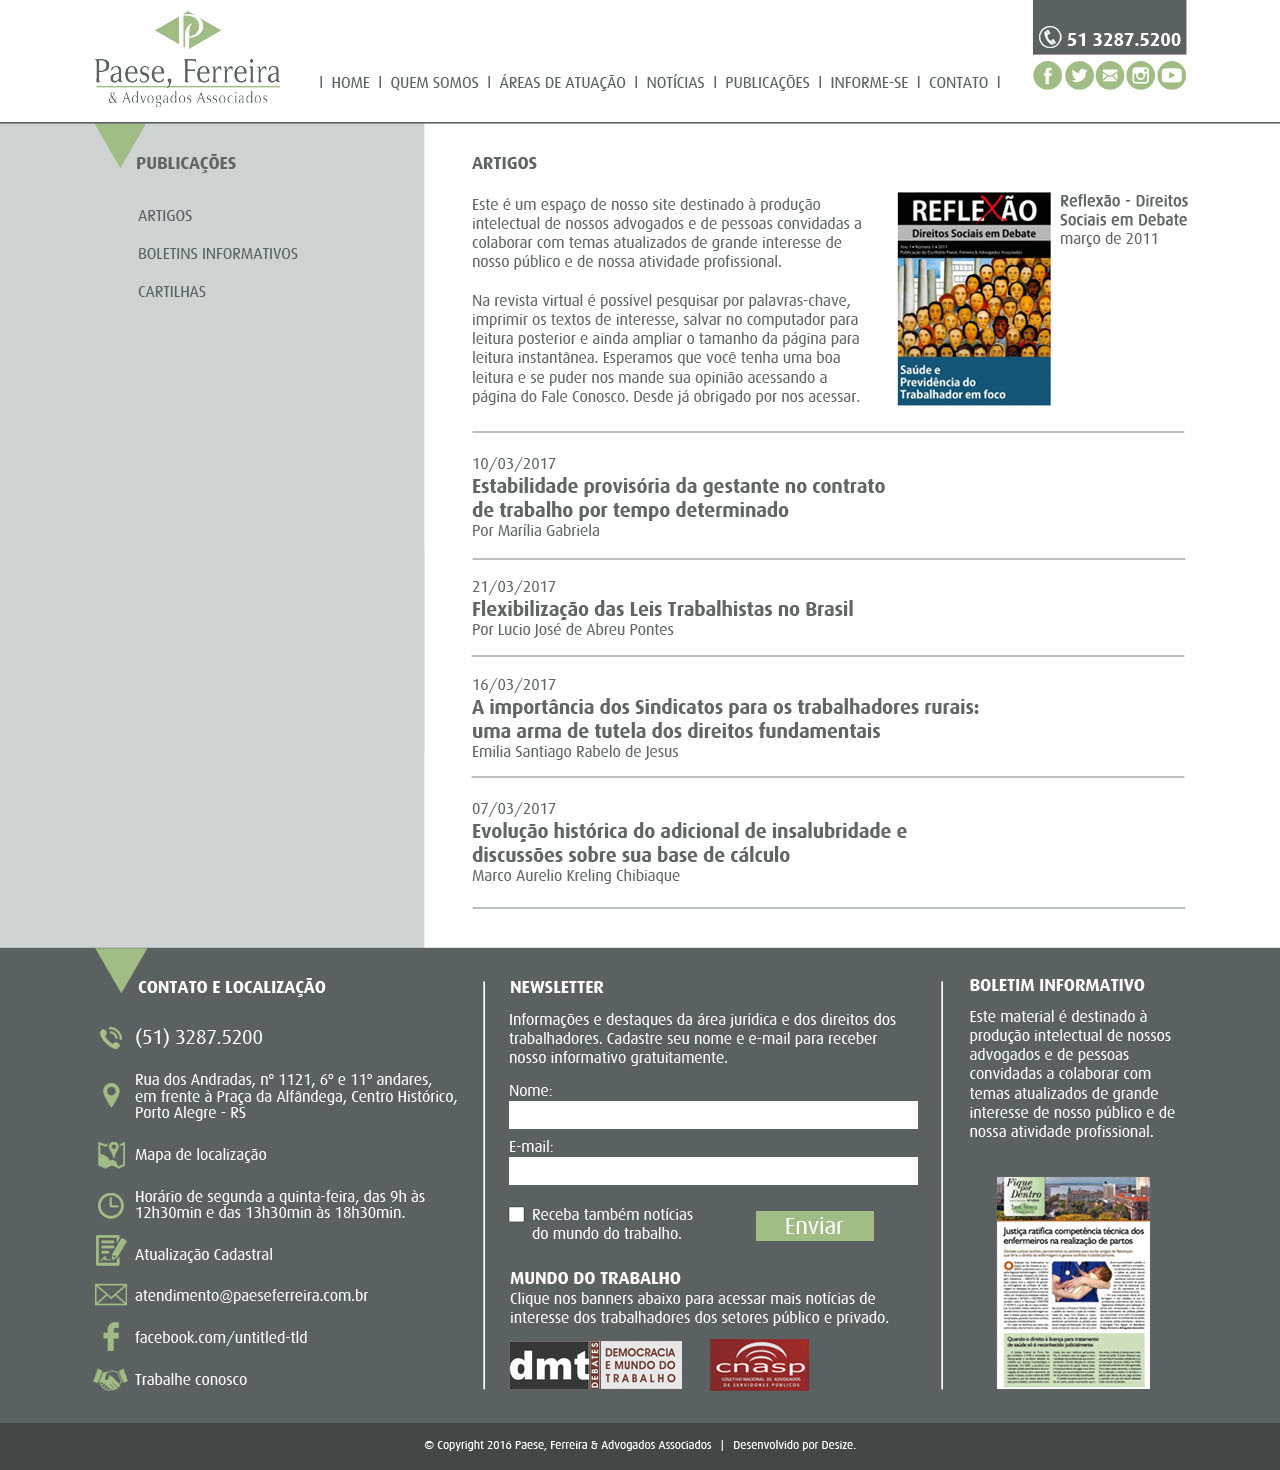 Paese, Ferreira
& Advogados Associados
| HOME | QUEM SOMOS | ÁREAS DE ATUAÇÃO | NOTÍCIAS | PUBLICAÇÕES | INFORME-SE | CONTATO |
51 3287.5200
PUBLICAÇÕES
ARTIGOS
BOLETINS INFORMATIVOS
CARTILHAS
ARTIGOS
Este é um espaço de nosso site destinado à produção
intelectual de nossos advogados e de pessoas convidadas a
colaborar com temas atualizados de grande interesse de
nosso público e de nossa atividade profissional.
Na revista virtual é possível pesquisar por palavras-chave,
imprimir os textos de interesse, salvar no computador para
leitura posterior e ainda ampliar o tamanho da página para
leitura instantânea. Esperamos que você tenha uma boa
leitura e se puder nos mande sua opinião acessando a
página do Fale Conosco. Desde já obrigado por nos acessar.
REFLEXÃO
Direitos Sociais em Debate
Saúde e
Previdência do
Trabalhador em foco
Reflexão - Direitos
Sociais em Debate
março de 2011
10/03/2017
Estabilidade provisória da gestante no contrato
de trabalho por tempo determinado
Por Marília Gabriela
21/03/2017
Flexibilização das Leis Trabalhistas no Brasil
Por Lucio José de Abreu Pontes
16/03/2017
A importância dos Sindicatos para os trabalhadores rurais:
uma arma de tutela dos direitos fundamentais
Emilia Santiago Rabelo de Jesus
07/03/2017
Evolução histórica do adicional de insalubridade e
discussões sobre sua base de cálculo
Marco Aurelio Kreling Chibiaque
CONTATO E LOCALIZAÇÃO
(51) 3287.5200
Rua dos Andradas, nº 1121, 6º e 11º andares,
em frente à Praça da Alfândega, Centro Histórico,
Porto Alegre - RS
Mapa de localização
Horário de segunda a quinta-feira, das 9h às
12h30min e das 13h30min às 18h30min.
Atualização Cadastral
atendimento@paeseferreira.com.br
facebook.com/untitled-tld
Trabalhe conosco
NEWSLETTER
Informações e destaques da área jurídica e dos direitos dos
trabalhadores. Cadastre seu nome e e-mail para receber
nosso informativo gratuitamente.
Nome:
E-mail:
Receba também notícias
do mundo do trabalho.
Enviar
MUNDO DO TRABALHO
Clique nos banners abaixo para acessar mais notícias de
interesse dos trabalhadores dos setores público e privado.
dmt DEBATES
DEMOCRACIA
E MUNDO DO
TRABALHO
cnasp
COLETIVO NACIONAL DE ADVOGADOS
DE SERVIDORES PÚBLICOS
BOLETIM INFORMATIVO
Este material é destinado à
produção intelectual de nossos
advogados e de pessoas
convidadas a colaborar com
temas atualizados de grande
interesse de nosso público e de
nossa atividade profissional.
Fique
por
Dentro
Justiça ratifica competência técnica dos
enfermeiros na realização de partos
Quando o direito à licença para tratamento
de saúde só é reconhecido judicialmente
© Copyright 2016 Paese, Ferreira & Advogados Associados | Desenvolvido por Desize.